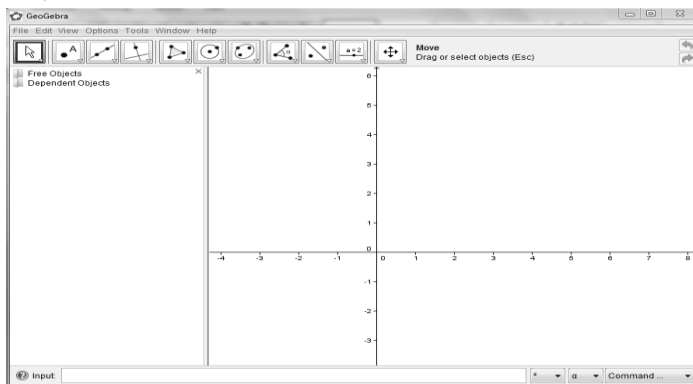 GeoGebra
File Edit View Options Tools Window Help
A
α
a=2
Move
Drag or select objects (Esc)
Free Objects
Dependent Objects
6
5
4
3
2
1
0
-4 -3 -2 -1 0 1 2 3 4 5 6 7 8
-1
-2
-3
Input:
α
Command ...